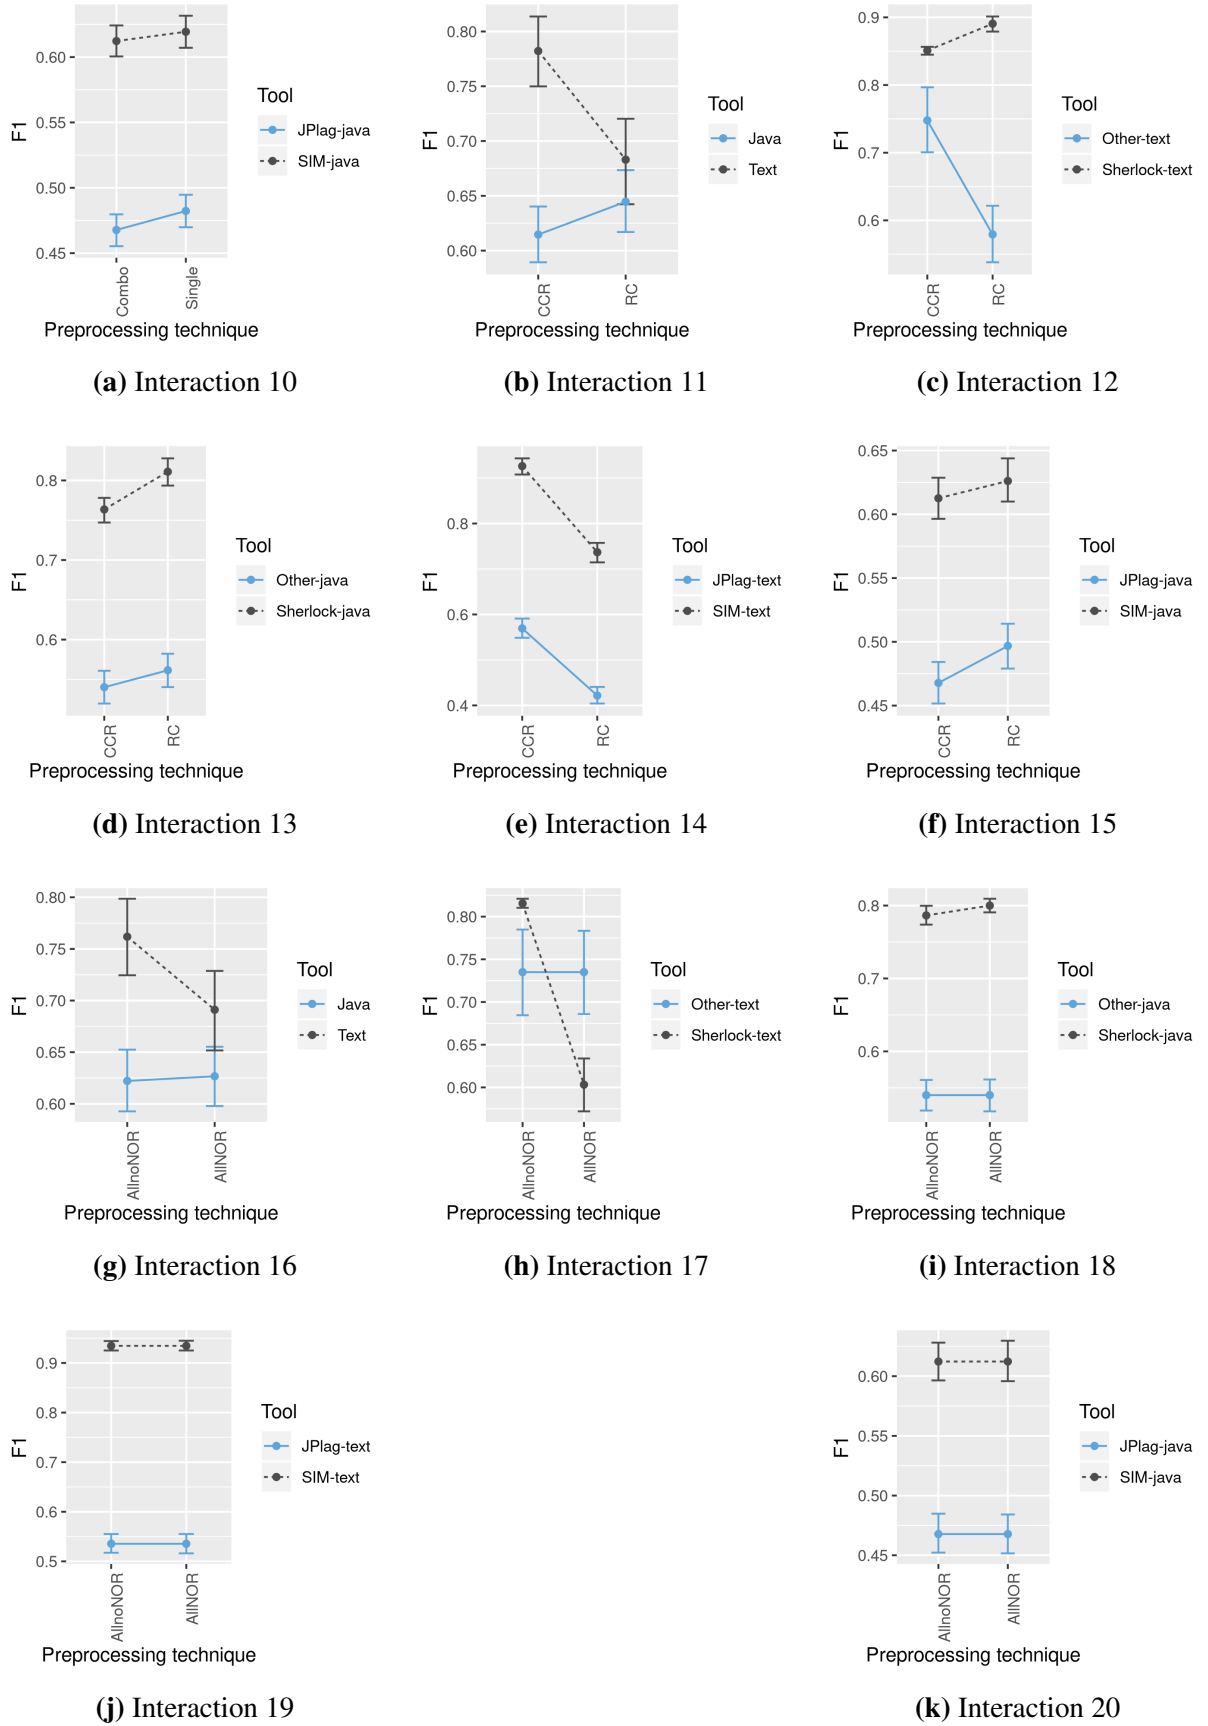 0.60
0.55
0.50
0.45
F1
Combo
Single
Preprocessing technique
Tool
JPlag-java
SIM-java
(a) Interaction 10
0.80
0.75
0.70
0.65
0.60
F1
CCR
RC
Preprocessing technique
Tool
Java
Text
(b) Interaction 11
0.9
0.8
0.7
0.6
F1
CCR
RC
Preprocessing technique
Tool
Other-text
Sherlock-text
(c) Interaction 12
0.8
0.7
0.6
F1
CCR
RC
Preprocessing technique
Tool
Other-java
Sherlock-java
(d) Interaction 13
0.8
0.6
0.4
F1
CCR
RC
Preprocessing technique
Tool
JPlag-text
SIM-text
(e) Interaction 14
0.65
0.60
0.55
0.50
0.45
F1
CCR
RC
Preprocessing technique
Tool
JPlag-java
SIM-java
(f) Interaction 15
0.80
0.75
0.70
0.65
0.60
F1
AllnoNOR
AllNOR
Preprocessing technique
Tool
Java
Text
(g) Interaction 16
0.80
0.75
0.70
0.65
0.60
F1
AllnoNOR
AllNOR
Preprocessing technique
Tool
Other-text
Sherlock-text
(h) Interaction 17
0.8
0.7
0.6
F1
AllnoNOR
AllNOR
Preprocessing technique
Tool
Other-java
Sherlock-java
(i) Interaction 18
0.9
0.8
0.7
0.6
0.5
F1
AllnoNOR
AllNOR
Preprocessing technique
Tool
JPlag-text
SIM-text
(j) Interaction 19
0.60
0.55
0.50
0.45
F1
AllnoNOR
AllNOR
Preprocessing technique
Tool
JPlag-java
SIM-java
(k) Interaction 20